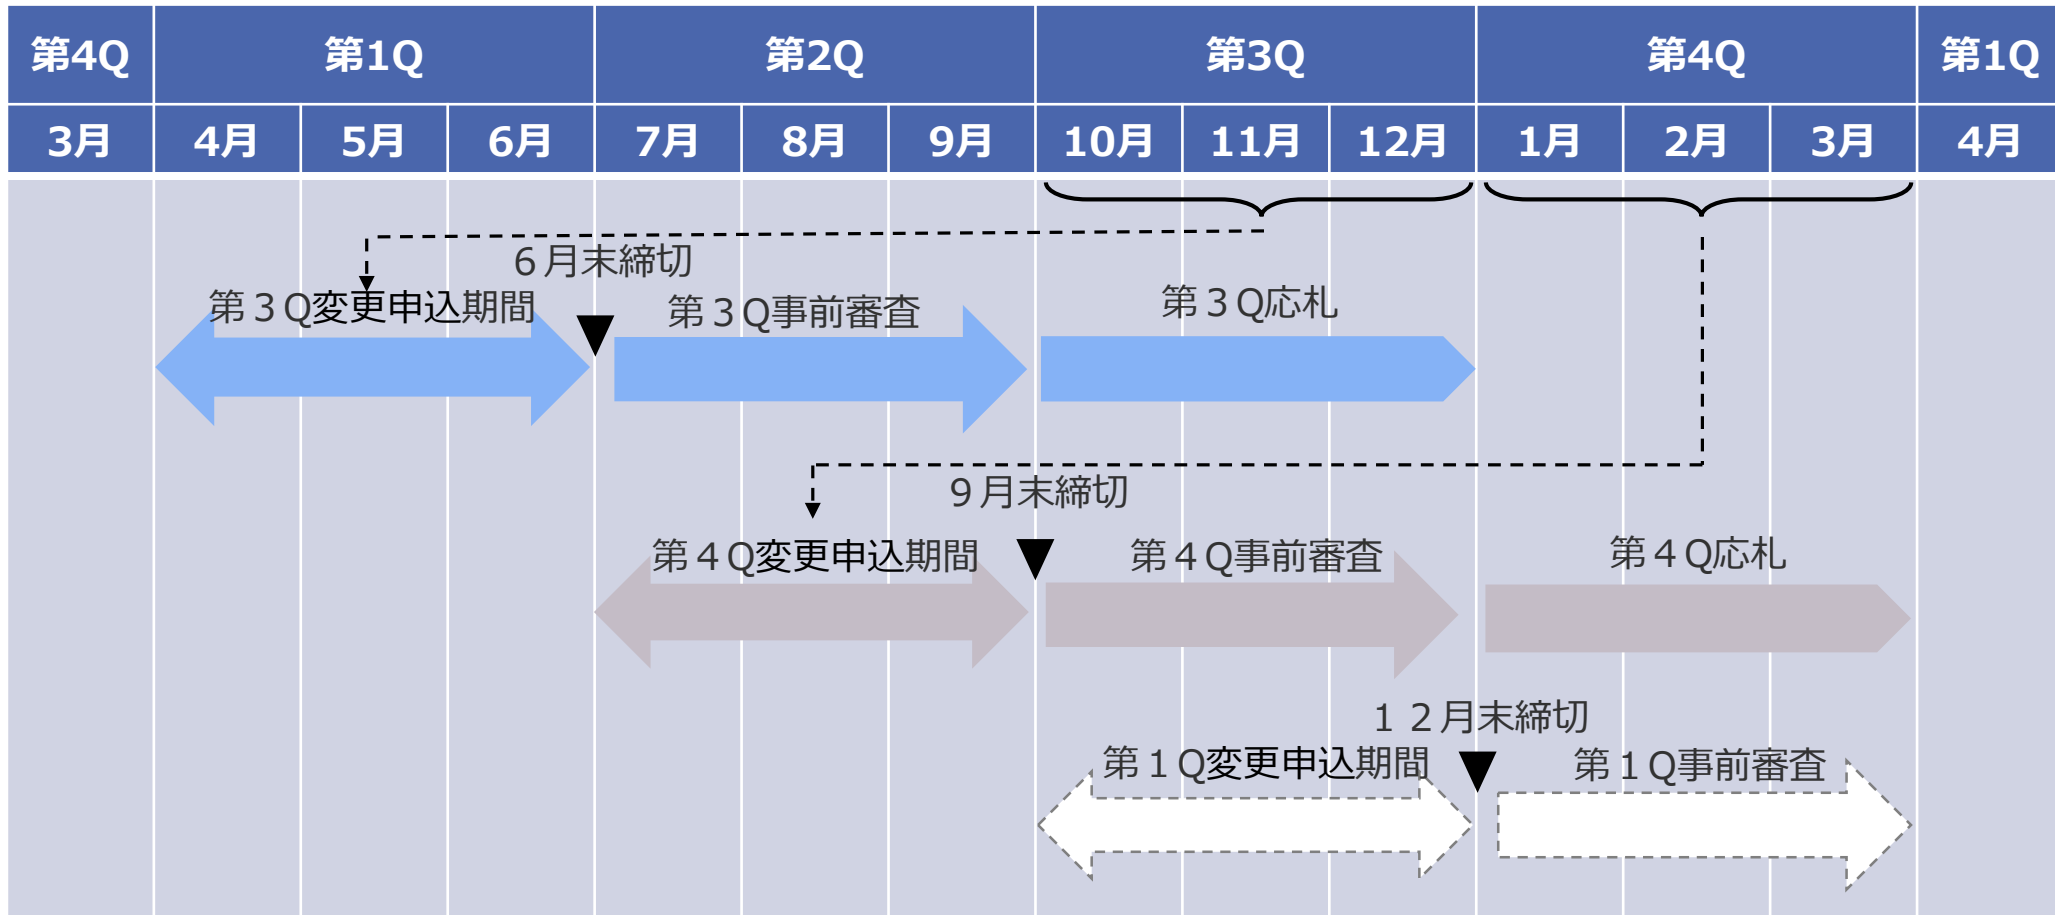 第4Q 第1Q 第2Q 第3Q 第4Q 第1Q
3月 4月 5月 6月 7月 8月 9月 10月 11月 12月 1月 2月 3月 4月
６月末締切
第３Q変更申込期間 第３Q事前審査 第３Q応札
９月末締切
第４Q変更申込期間 第４Q事前審査 第４Q応札
１２月末締切
第１Q変更申込期間 第１Q事前審査